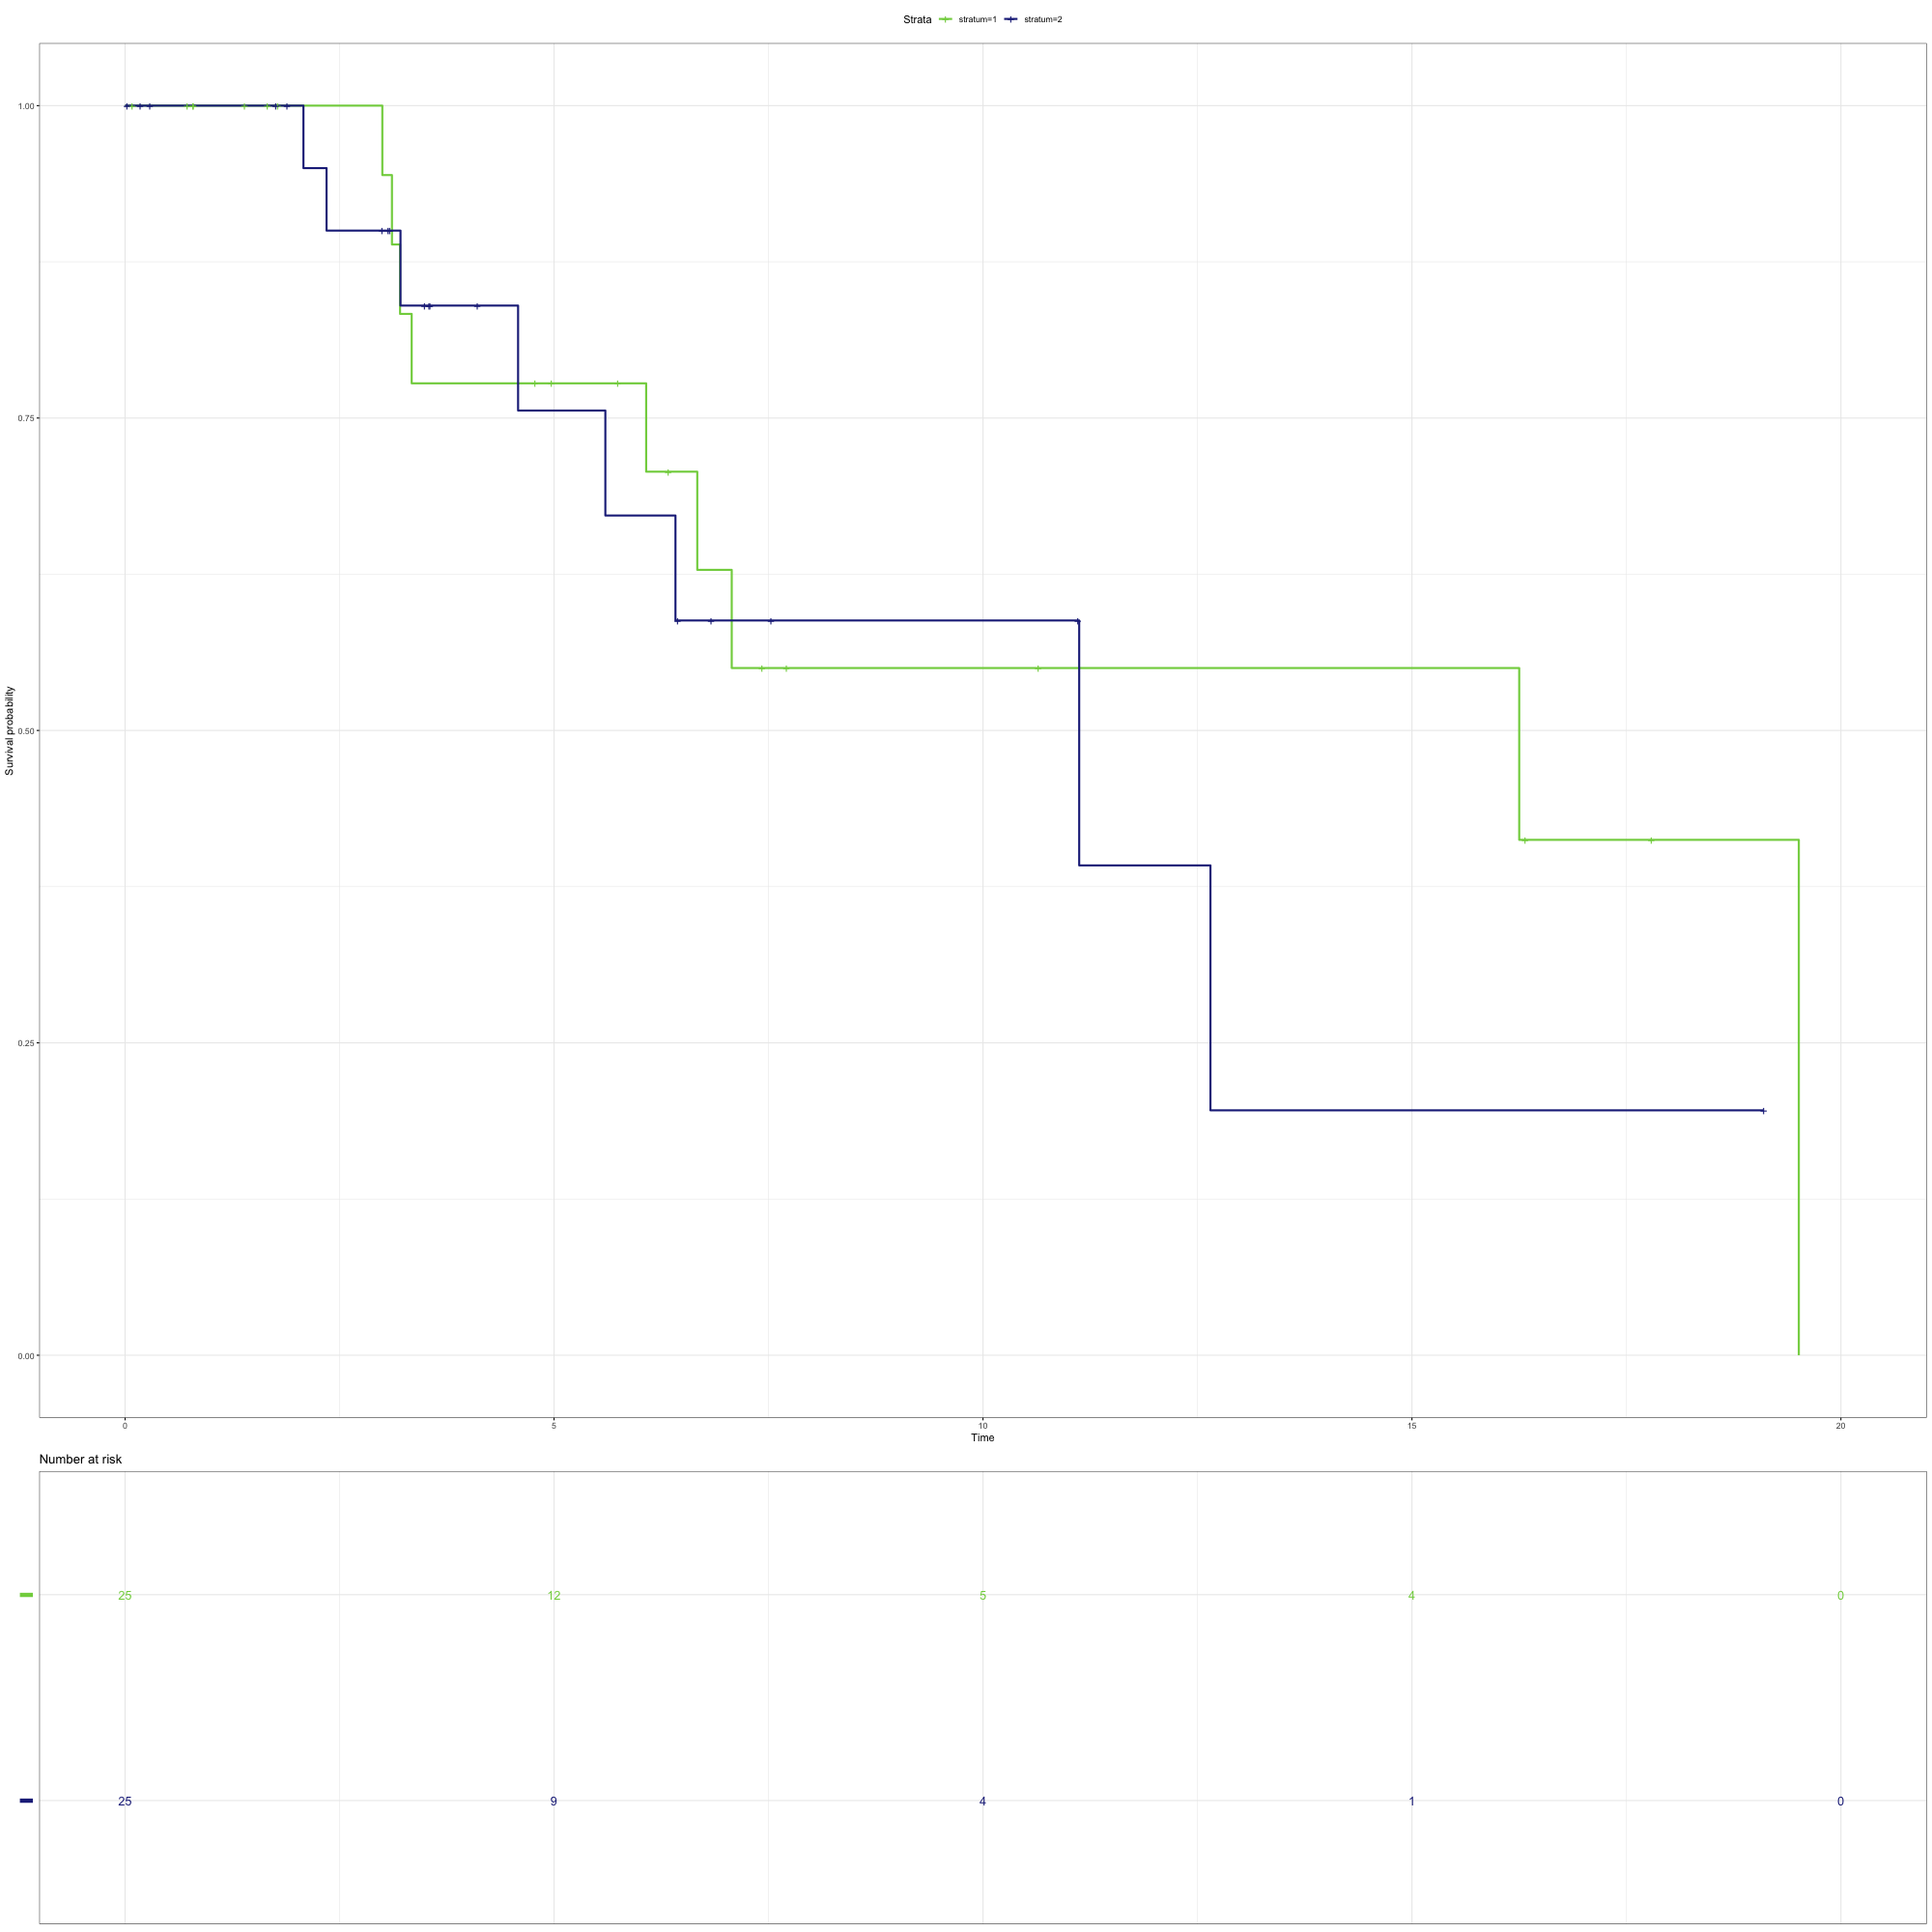 Strata stratum=1 stratum=2
1.00
0.75
0.50
0.25
0.00
Survival probability
0 5 10 15 20
Time
Number at risk
25 12 5 4 0
25 9 4 1 0